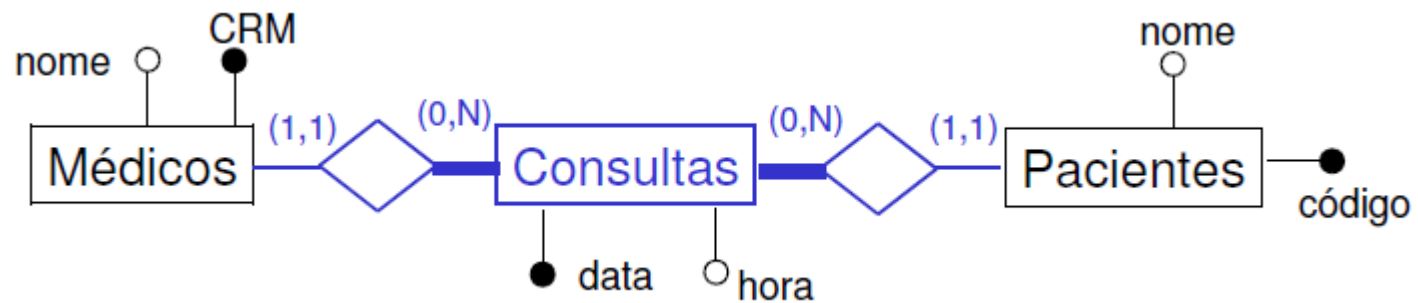 CRM
nome
nome
(1,1)
(0,N)
(0,N)
(1,1)
Médicos
Consultas
Pacientes
código
data
hora